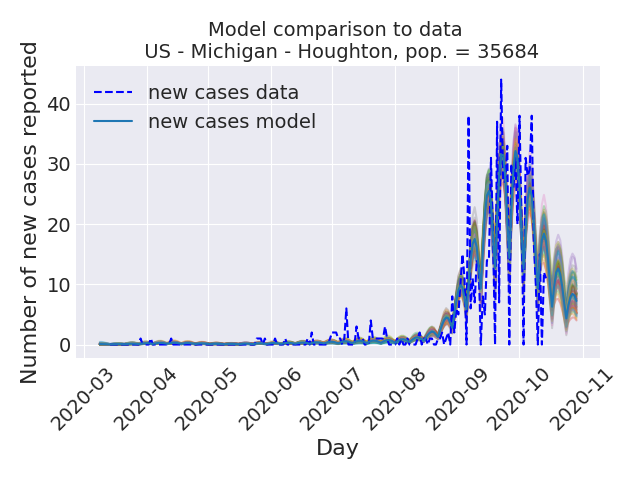 Model comparison to data
US - Michigan - Houghton, pop. = 35684
Number of new cases reported
40
30
20
10
0
new cases data
new cases model
2020-03
2020-04
2020-05
2020-06
2020-07
2020-08
2020-09
2020-10
2020-11
Day